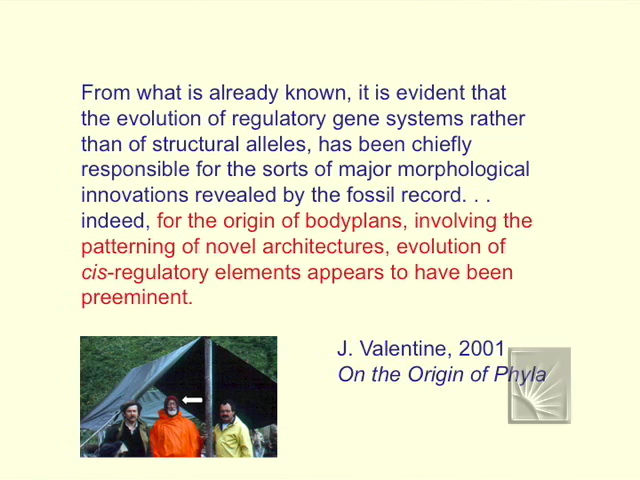 From what is already known, it is evident that
the evolution of regulatory gene systems rather
than of structural alleles, has been chiefly
responsible for the sorts of major morphological
innovations revealed by the fossil record. . .
indeed, for the origin of bodyplans, involving the
patterning of novel architectures, evolution of
cis-regulatory elements appears to have been
preeminent.
J. Valentine, 2001
On the Origin of Phyla